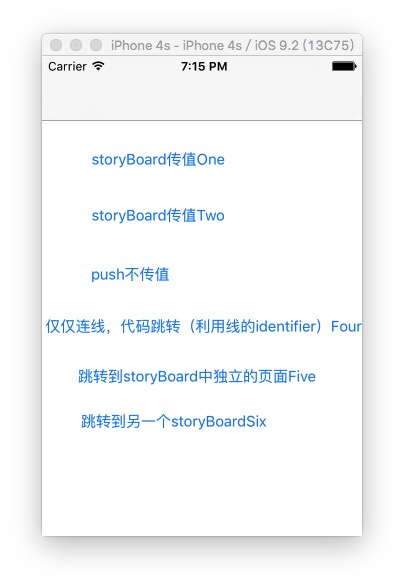 iPhone 4s - iPhone 4s / iOS 9.2 (13C75)
Carrier 7:15 PM
storyBoard传值One
storyBoard传值Two
push不传值
仅仅连线，代码跳转（利用线的identifier）Four
跳转到storyBoard中独立的页面Five
跳转到另一个storyBoardSix